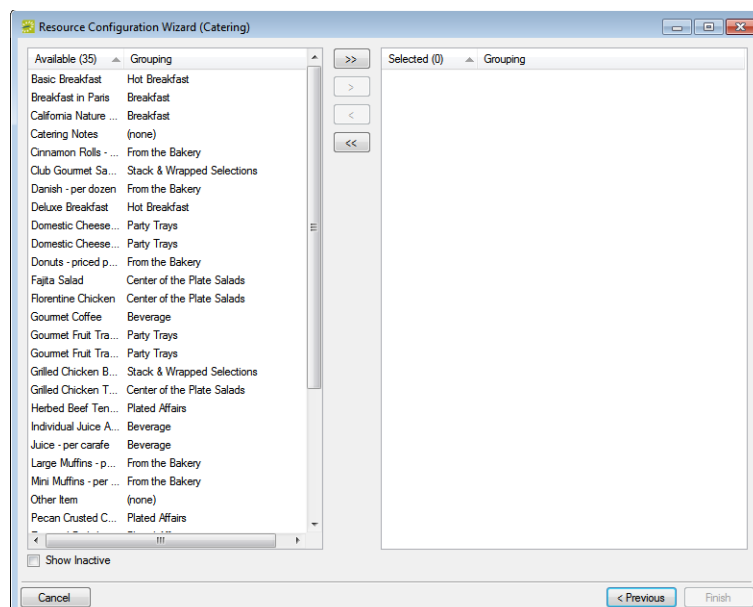 Resource Configuration Wizard (Catering)
Available (35) Grouping
Basic Breakfast Hot Breakfast
Breakfast in Paris Breakfast
California Nature ... Breakfast
Catering Notes (none)
Cinnamon Rolls - ... From the Bakery
Club Gourmet Sa... Stack & Wrapped Selections
Danish - per dozen From the Bakery
Deluxe Breakfast Hot Breakfast
Domestic Cheese... Party Trays
Domestic Cheese... Party Trays
Donuts - priced p... From the Bakery
Fajita Salad Center of the Plate Salads
Florentine Chicken Center of the Plate Salads
Gourmet Coffee Beverage
Gourmet Fruit Tra... Party Trays
Gourmet Fruit Tra... Party Trays
Grilled Chicken B... Stack & Wrapped Selections
Grilled Chicken T... Center of the Plate Salads
Herbed Beef Ten... Plated Affairs
Individual Juice A... Beverage
Juice - per carafe Beverage
Large Muffins - p... From the Bakery
Mini Muffins - per ... From the Bakery
Other Item (none)
Pecan Crusted C... Plated Affairs
>>
>
<
<<
Selected (0) Grouping
Show Inactive
Cancel
< Previous
Finish